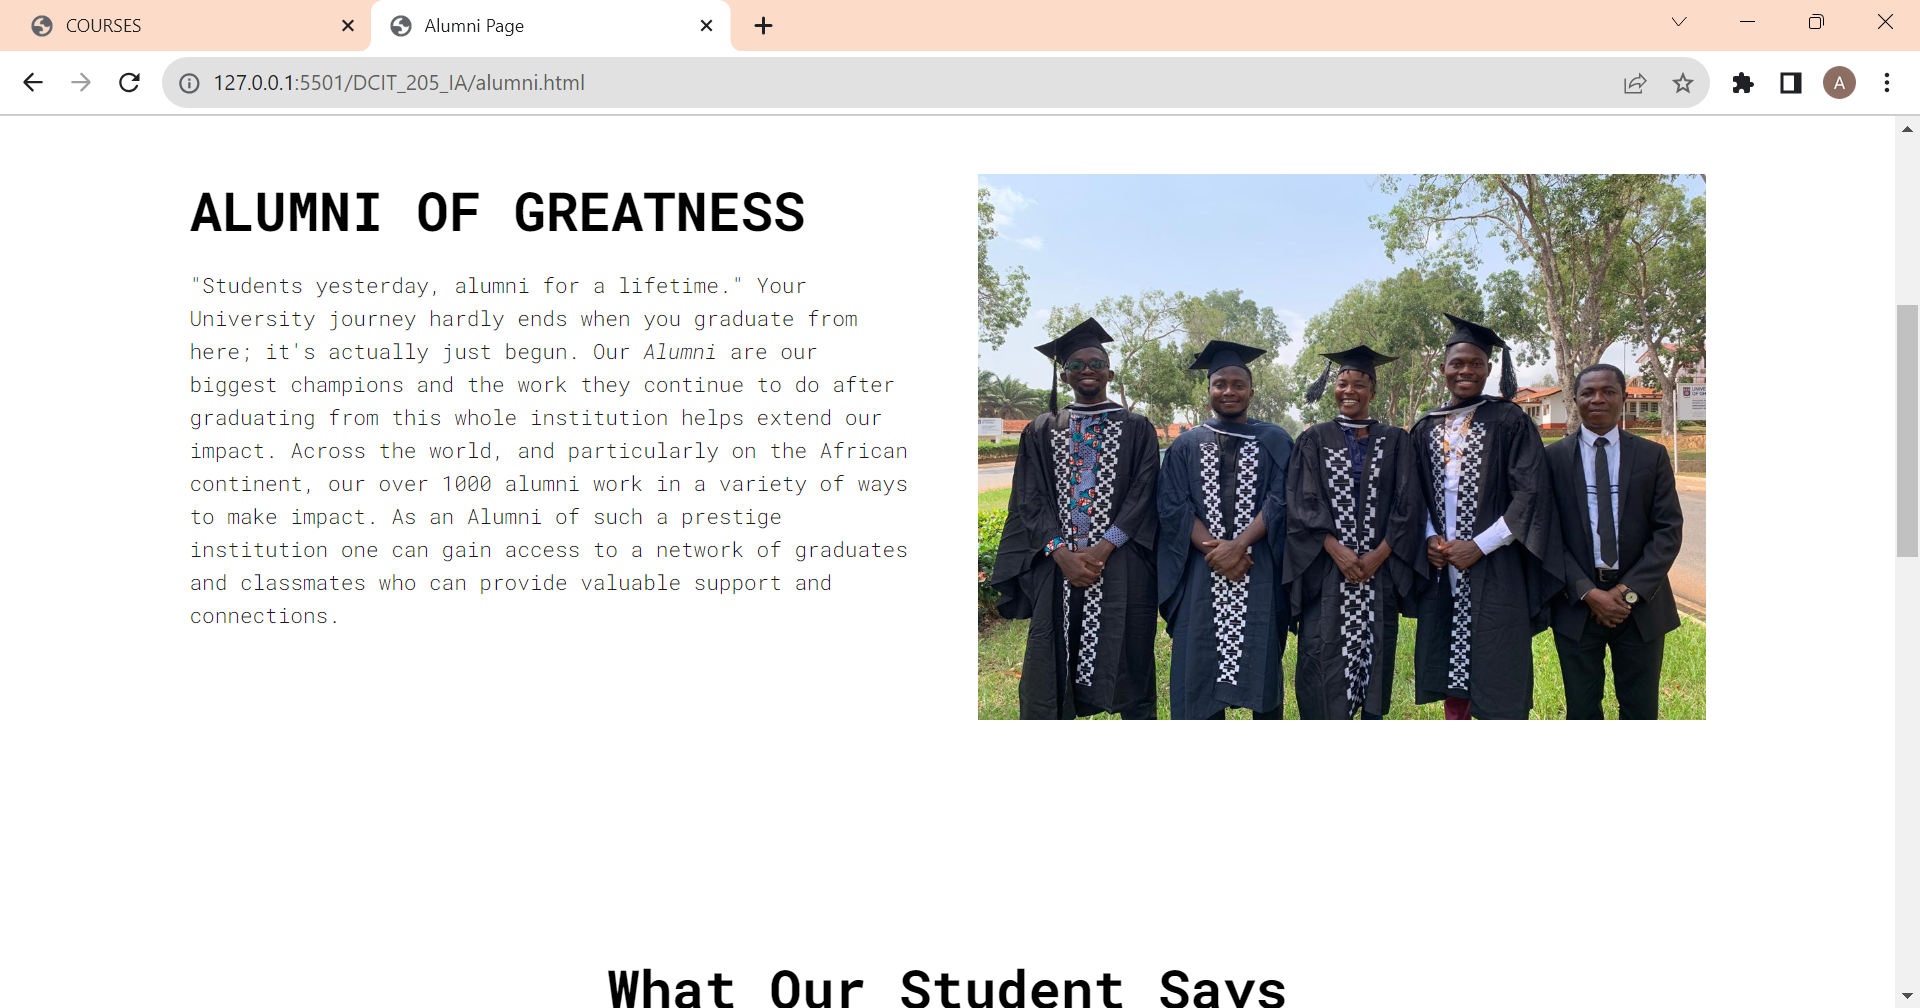 COURSES
Alumni Page
127.0.0.1:5501/DCIT_205_IA/alumni.html
A
ALUMNI OF GREATNESS
"Students yesterday, alumni for a lifetime." Your
University journey hardly ends when you graduate from
here; it's actually just begun. Our Alumni are our
biggest champions and the work they continue to do after
graduating from this whole institution helps extend our
impact. Across the world, and particularly on the African
continent, our over 1000 alumni work in a variety of ways
to make impact. As an Alumni of such a prestige
institution one can gain access to a network of graduates
and classmates who can provide valuable support and
connections.
What Our Student Says